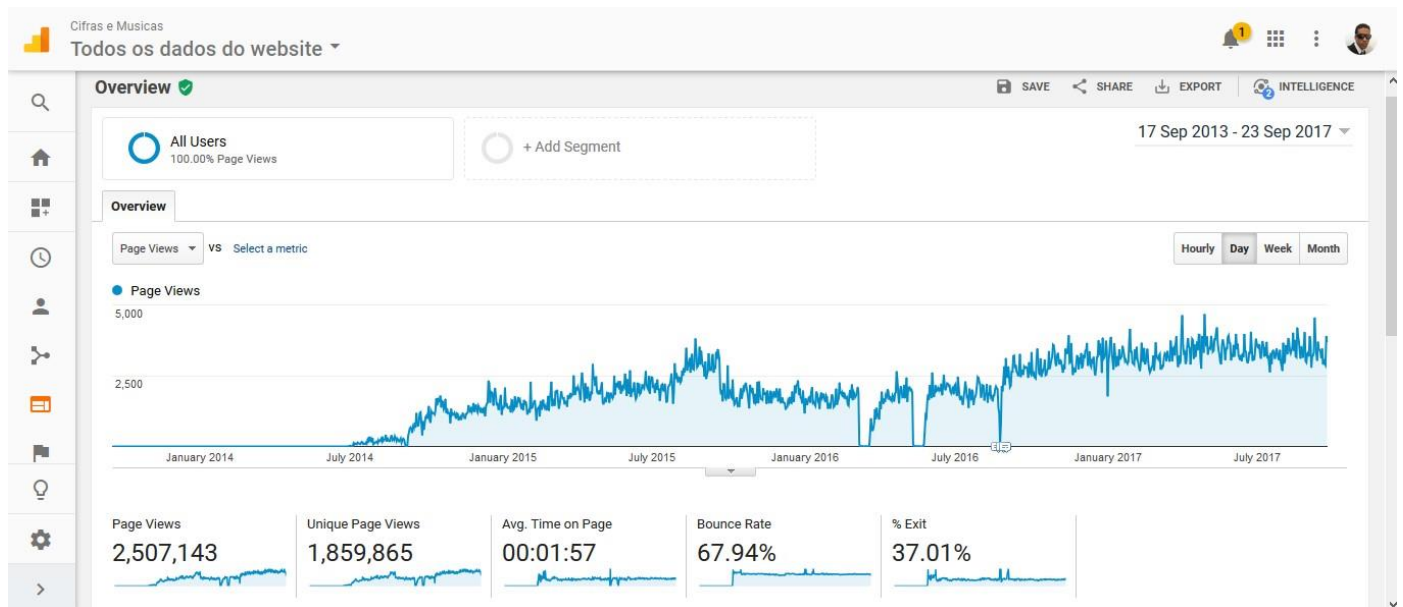 Cifras e Musicas
Todos os dados do website
1
Overview
SAVE
SHARE
EXPORT
2
INTELLIGENCE
All Users
100.00% Page Views
+ Add Segment
17 Sep 2013 - 23 Sep 2017
Overview
Page Views
VS
Select a metric
Hourly
Day
Week
Month
Page Views
5,000
2,500
January 2014
July 2014
January 2015
July 2015
January 2016
July 2016
January 2017
July 2017
Page Views
2,507,143
Unique Page Views
1,859,865
Avg. Time on Page
00:01:57
Bounce Rate
67.94%
% Exit
37.01%